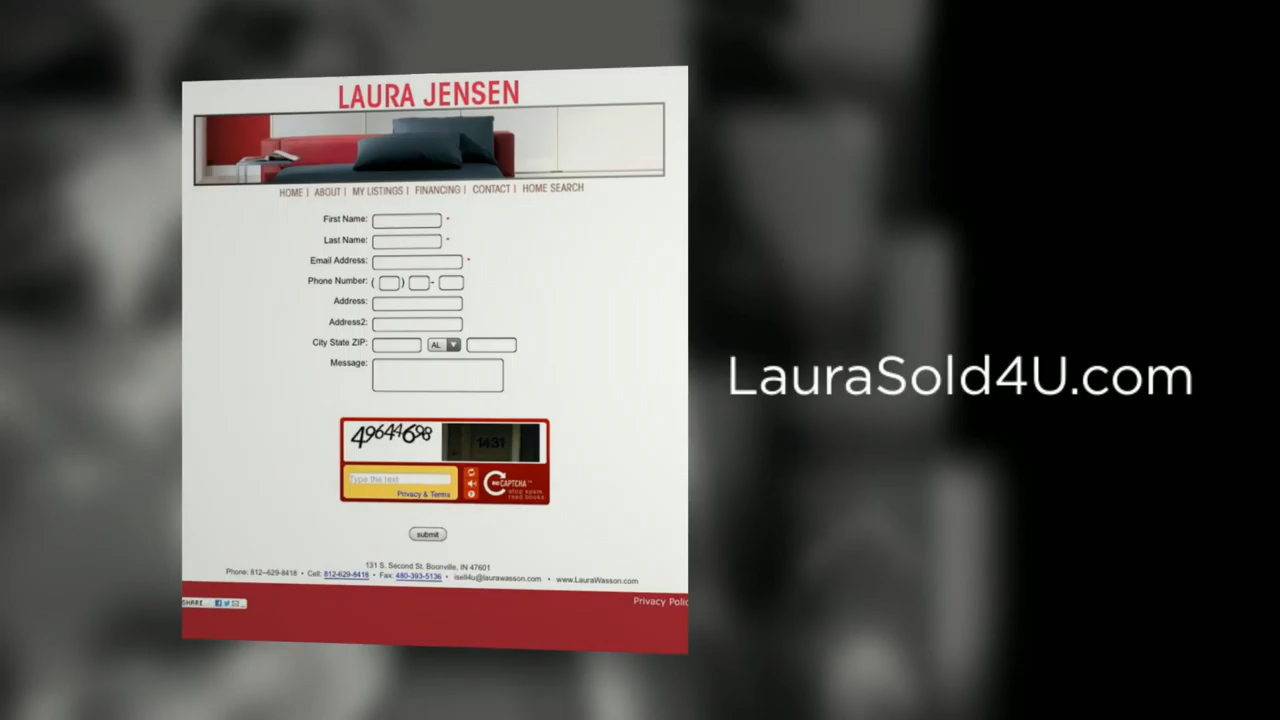 LAURA JENSEN
HOME | ABOUT | MY LISTINGS | FINANCING | CONTACT | HOME SEARCH
First Name: *
Last Name: *
Email Address: *
Phone Number: ( ) -
Address:
Address2:
City State ZIP: AL
Message:
49644698 1431
Type the text
Privacy & Terms
reCAPTCHA™
stop spam.
read books.
submit
131 S. Second St. Boonville, IN 47601
Phone: 812-629-8418 • Cell: 812-629-8418 • Fax: 480-393-5136 • isell4u@laurawasson.com • www.LauraWasson.com
SHARE
Privacy Polic
LauraSold4U.com